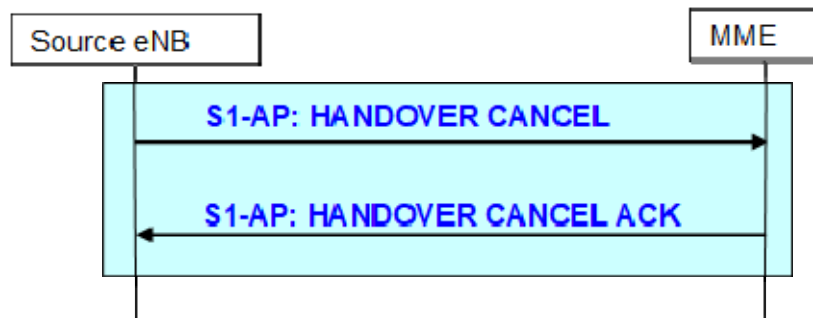 Source eNB
MME
S1-AP: HANDOVER CANCEL
S1-AP: HANDOVER CANCEL ACK